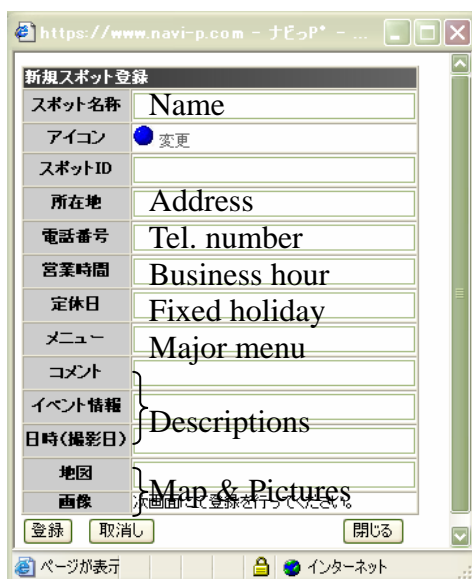 https://www.navi-p.com - ナビっP° - ...
新規スポット登録
スポット名称 Name
アイコン 変更
スポットID
所在地 Address
電話番号 Tel. number
営業時間 Business hour
定休日 Fixed holiday
メニュー Major menu
コメント
イベント情報 Descriptions
日時(撮影日)
地図 Map & Pictures
画像 次画面にて登録を行ってください。
登録 取消し 閉じる
ページが表示 インターネット